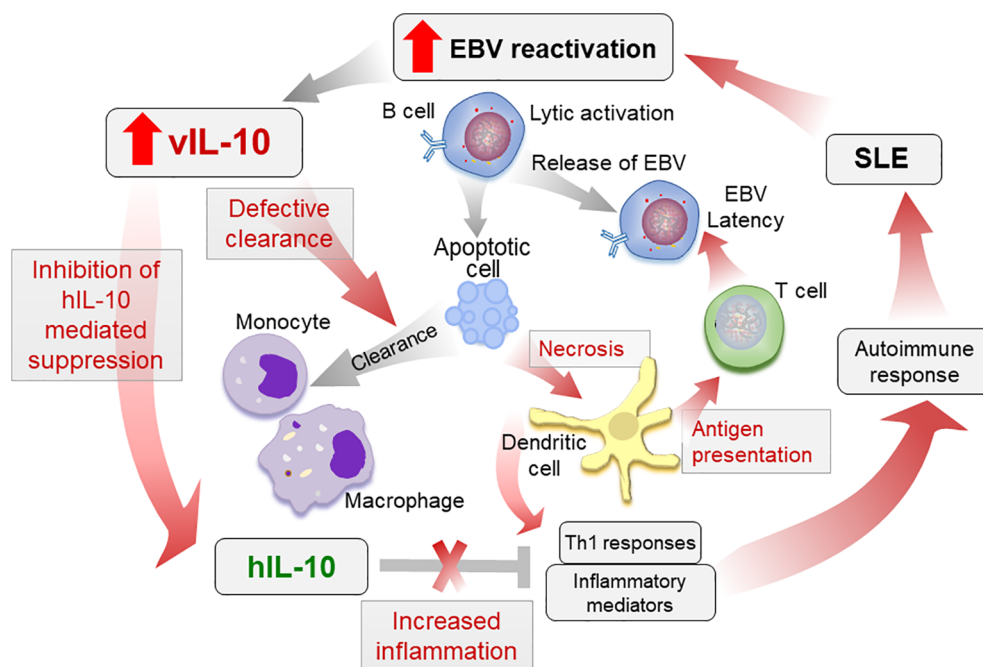 EBV reactivation
vIL-10
B cell
Lytic activation
Release of EBV
EBV
Latency
SLE
Defective
clearance
Apoptotic
cell
Inhibition of
hIL-10
mediated
suppression
Monocyte
Clearance
T cell
Necrosis
Autoimmune
response
Dendritic
cell
Antigen
presentation
Macrophage
hIL-10
Th1 responses
Inflammatory
mediators
Increased
inflammation